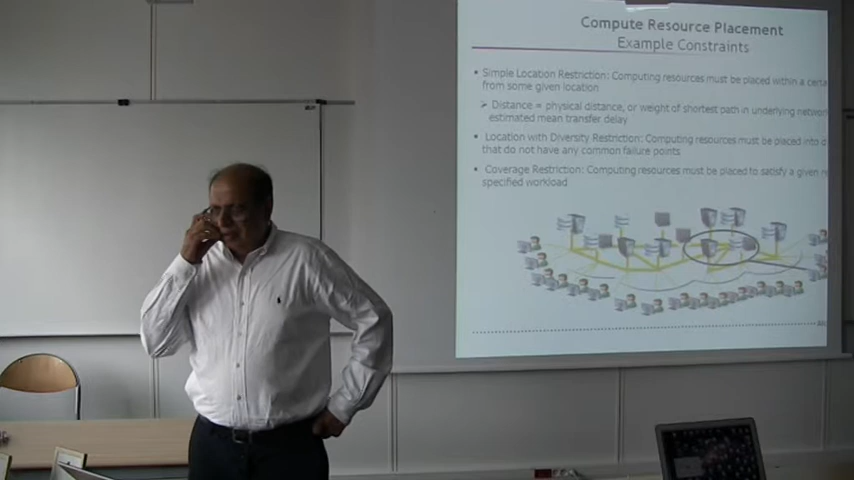 Compute Resource Placement
Example Constraints
• Simple Location Restriction: Computing resources must be placed within a certa
from some given location
➢ Distance = physical distance, or weight of shortest path in underlying network
estimated mean transfer delay
• Location with Diversity Restriction: Computing resources must be placed into d
that do not have any common failure points
• Coverage Restriction: Computing resources must be placed to satisfy a given r
specified workload